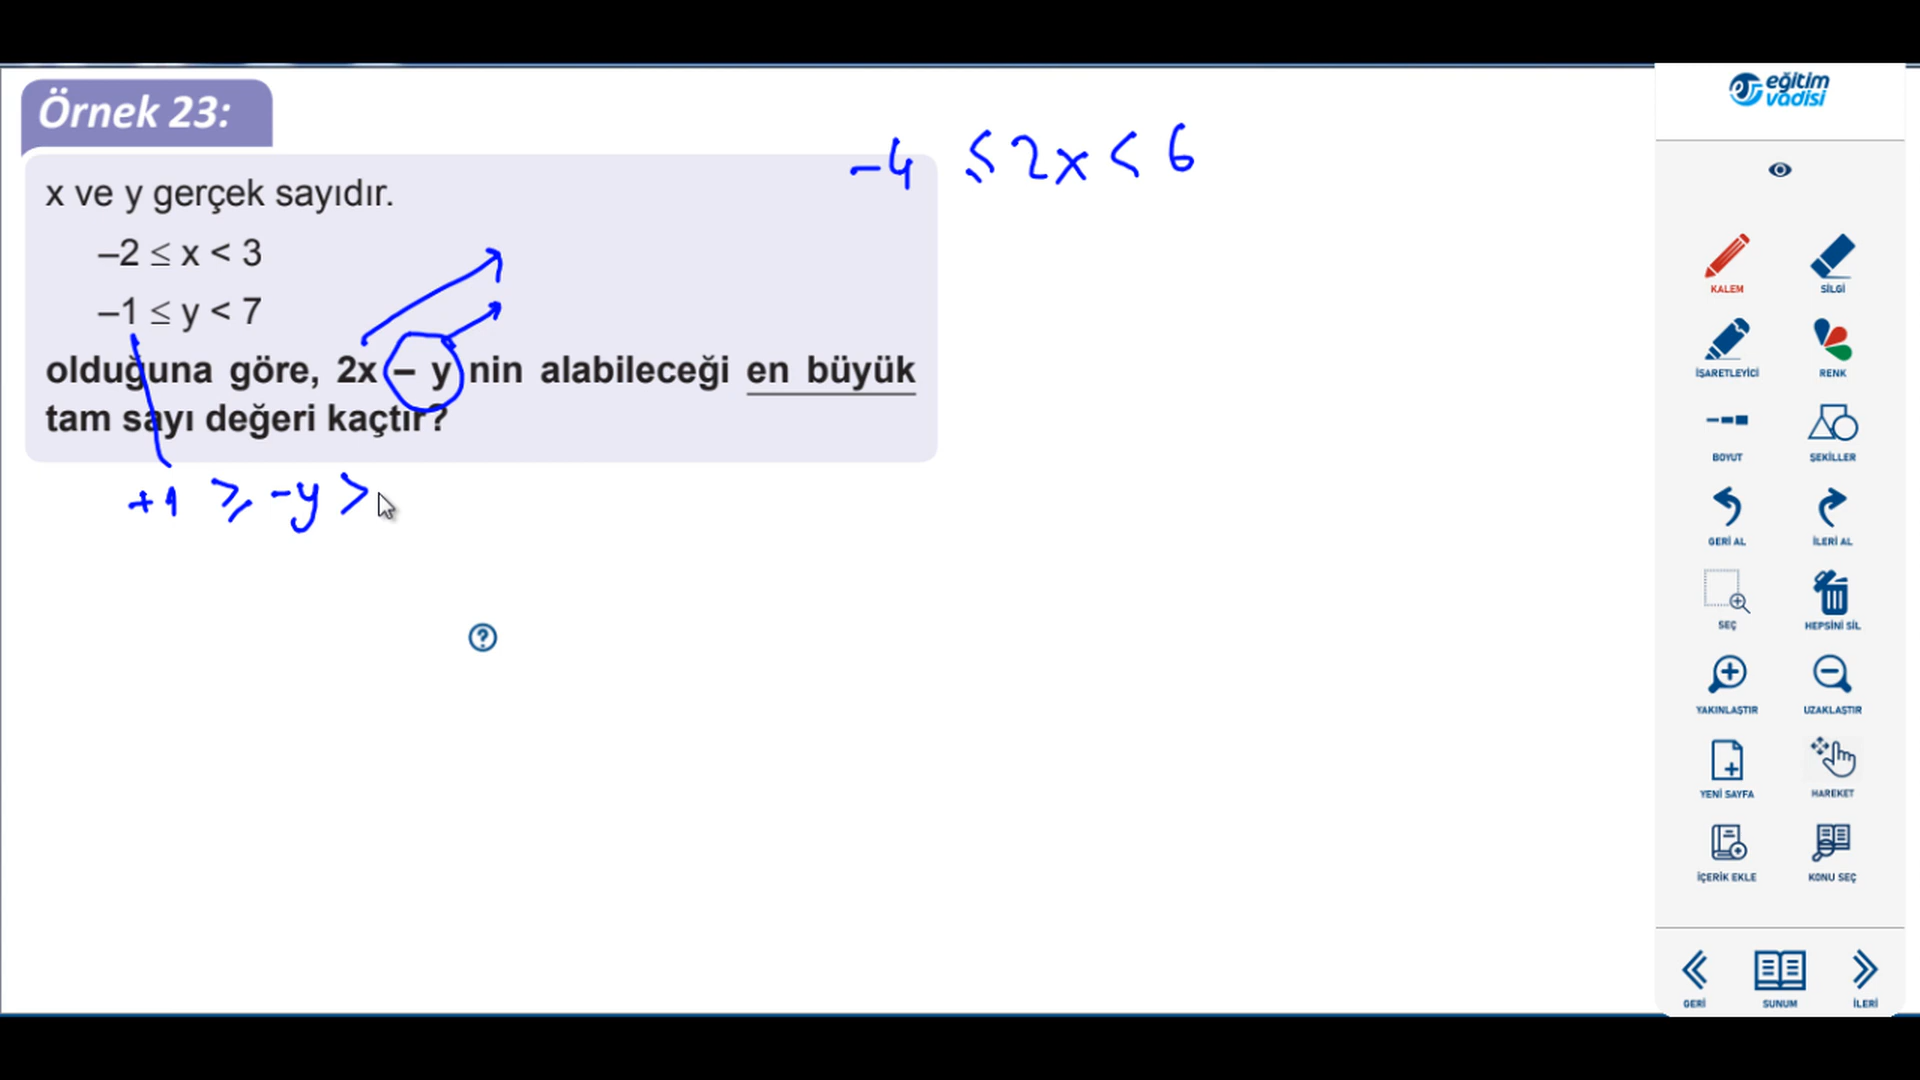 Örnek 23:
x ve y gerçek sayıdır.
–2 ≤ x < 3
–1 ≤ y < 7
olduğuna göre, 2x – y nin alabileceği en büyük
tam sayı değeri kaçtır?
-4 ≤ 2x < 6
+1 ≥ -y >
eğitim
vadisi
KALEM
SİLGİ
İŞARETLEYİCİ
RENK
BOYUT
ŞEKİLLER
GERİ AL
İLERİ AL
SEÇ
HEPSİNİ SİL
YAKINLAŞTIR
UZAKLAŞTIR
YENİ SAYFA
HAREKET
İÇERİK EKLE
KONU SEÇ
GERİ
SUNUM
İLERİ